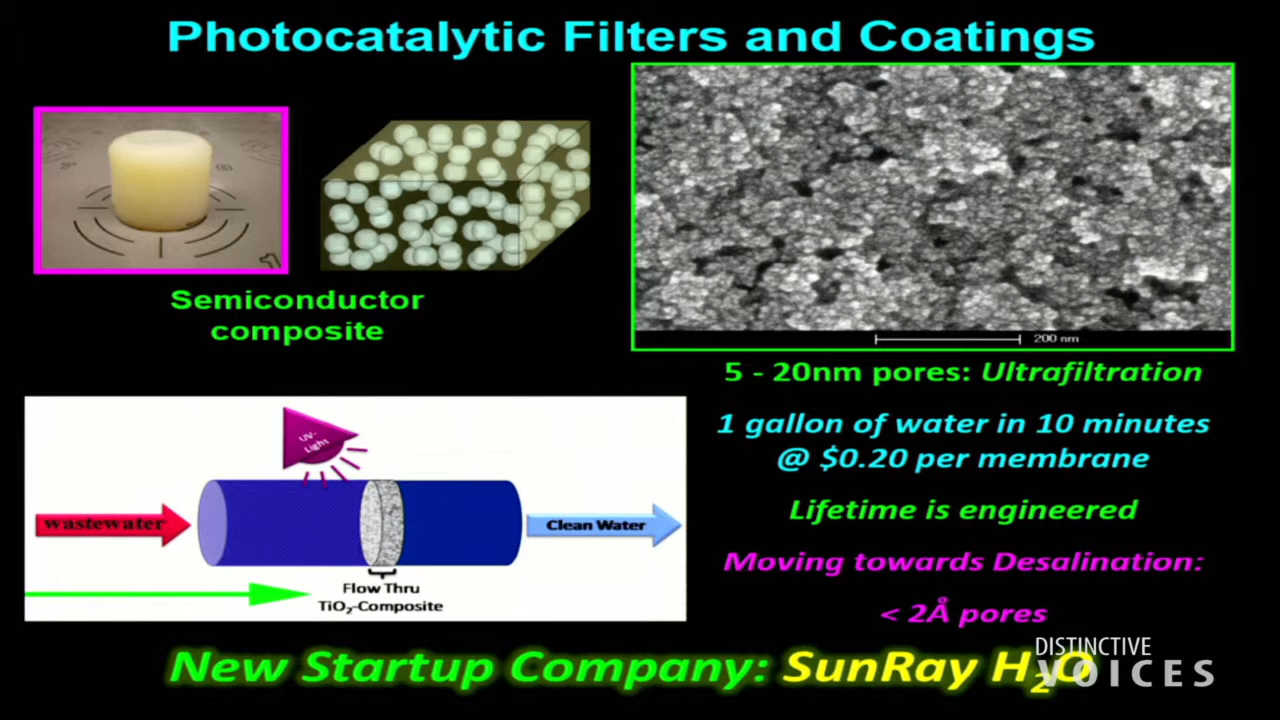 Photocatalytic Filters and Coatings
Semiconductor
composite
200 nm
5 - 20nm pores: Ultrafiltration
1 gallon of water in 10 minutes
@ $0.20 per membrane
Lifetime is engineered
Moving towards Desalination:
< 2Å pores
UV-
Light
wastewater
Clean Water
Flow Thru
TiO₂-Composite
New Startup Company: SunRay H₂O
DISTINCTIVE
VOICES